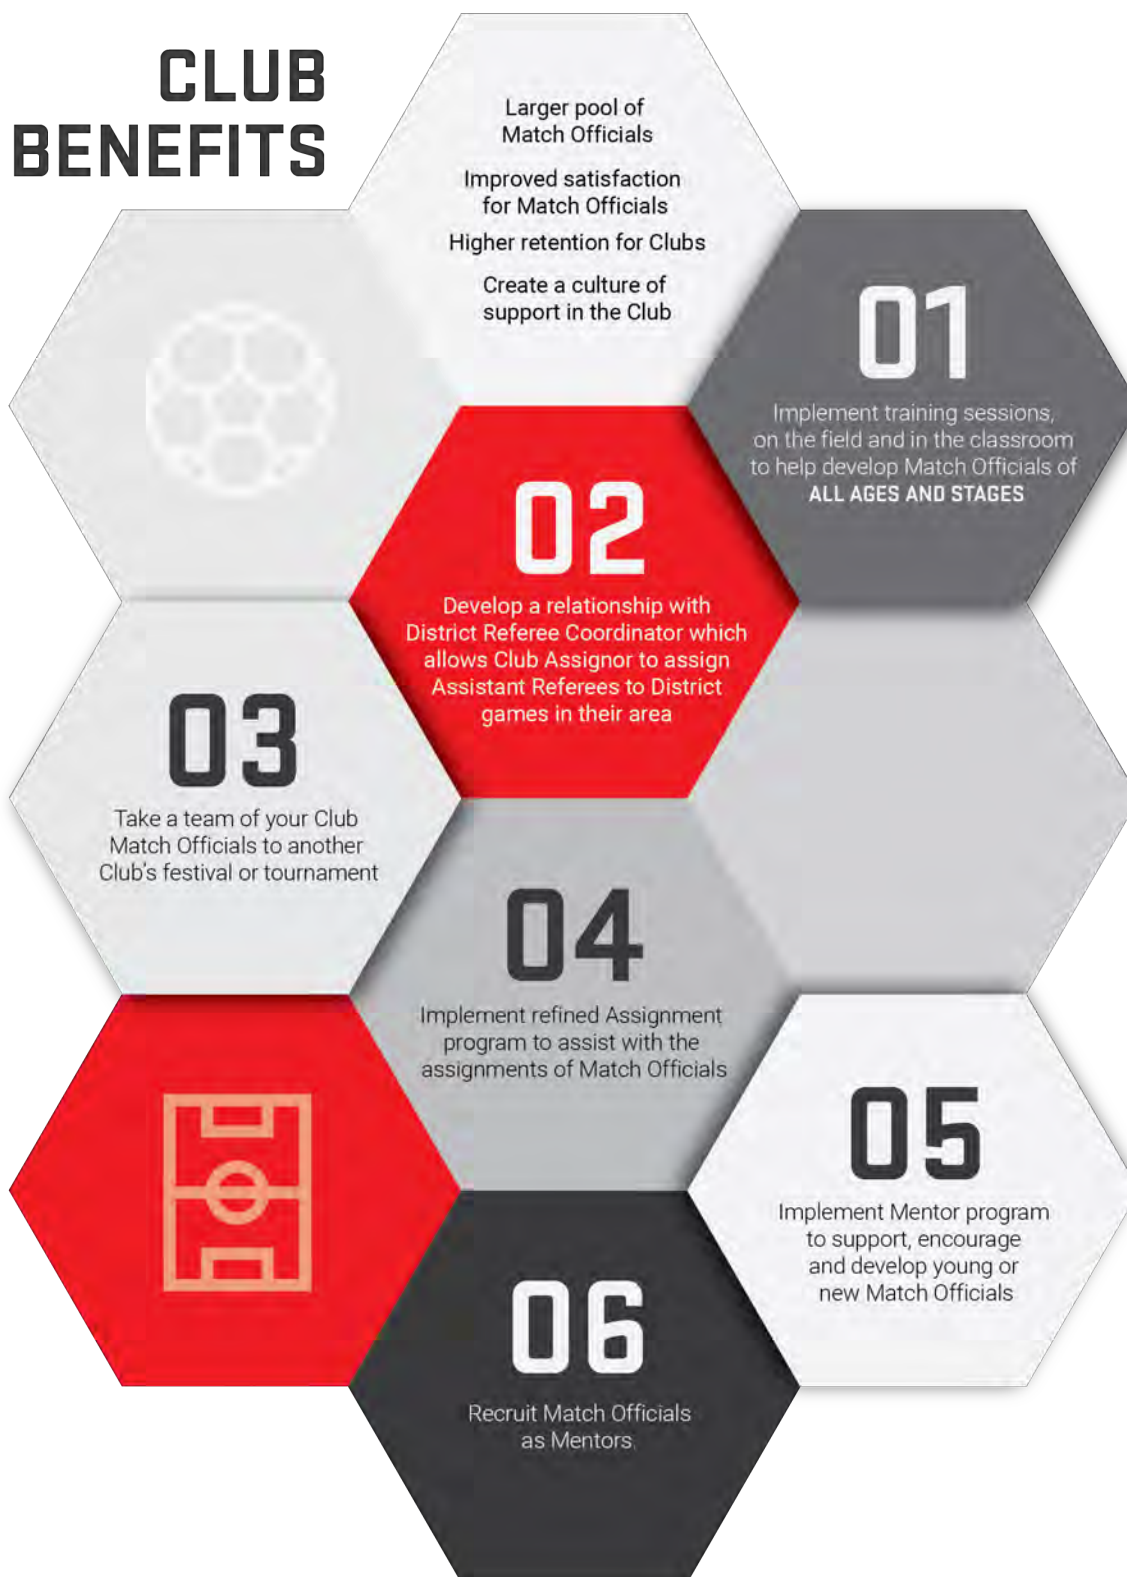 CLUB
BENEFITS
Larger pool of
Match Officials
Improved satisfaction
for Match Officials
Higher retention for Clubs
Create a culture of
support in the Club
01
Implement training sessions,
on the field and in the classroom
to help develop Match Officials of
ALL AGES AND STAGES
02
Develop a relationship with
District Referee Coordinator which
allows Club Assignor to assign
Assistant Referees to District
games in their area
03
Take a team of your Club
Match Officials to another
Club's festival or tournament
04
Implement refined Assignment
program to assist with the
assignments of Match Officials
05
Implement Mentor program
to support, encourage
and develop young or
new Match Officials
06
Recruit Match Officials
as Mentors